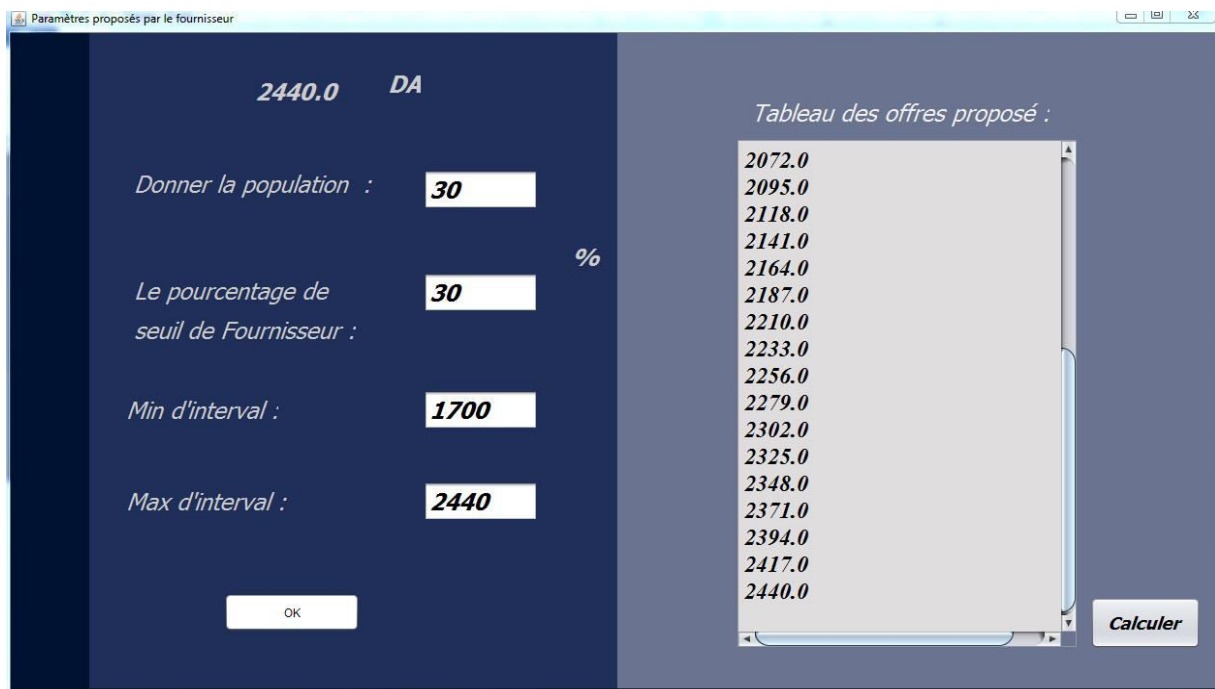 Paramètres proposés par le fournisseur
2440.0 DA
Donner la population :
30
%
Le pourcentage de
seuil de Fournisseur :
30
Min d'interval :
1700
Max d'interval :
2440
OK
Tableau des offres proposé :
2072.0
2095.0
2118.0
2141.0
2164.0
2187.0
2210.0
2233.0
2256.0
2279.0
2302.0
2325.0
2348.0
2371.0
2394.0
2417.0
2440.0
Calculer